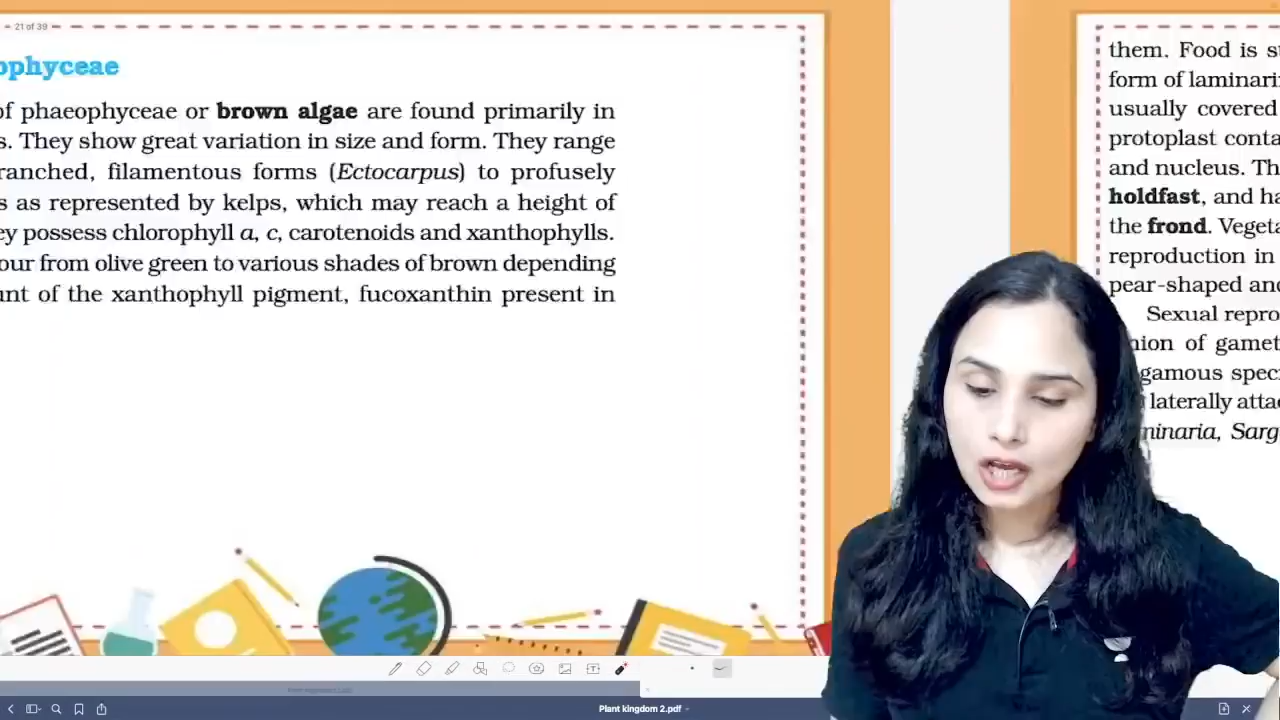 21 of 39
ophyceae
of phaeophyceae or brown algae are found primarily in
s. They show great variation in size and form. They range
ranched, filamentous forms (Ectocarpus) to profusely
s as represented by kelps, which may reach a height of
ey possess chlorophyll a, c, carotenoids and xanthophylls.
our from olive green to various shades of brown depending
unt of the xanthophyll pigment, fucoxanthin present in
them. Food is s
form of laminari
usually covered
protoplast conta
and nucleus. Th
holdfast, and ha
the frond. Vegeta
reproduction in
pear-shaped and
Sexual repro
nion of gamet
gamous speci
laterally attac
minaria, Sarg
Plant kingdom 2.pdf